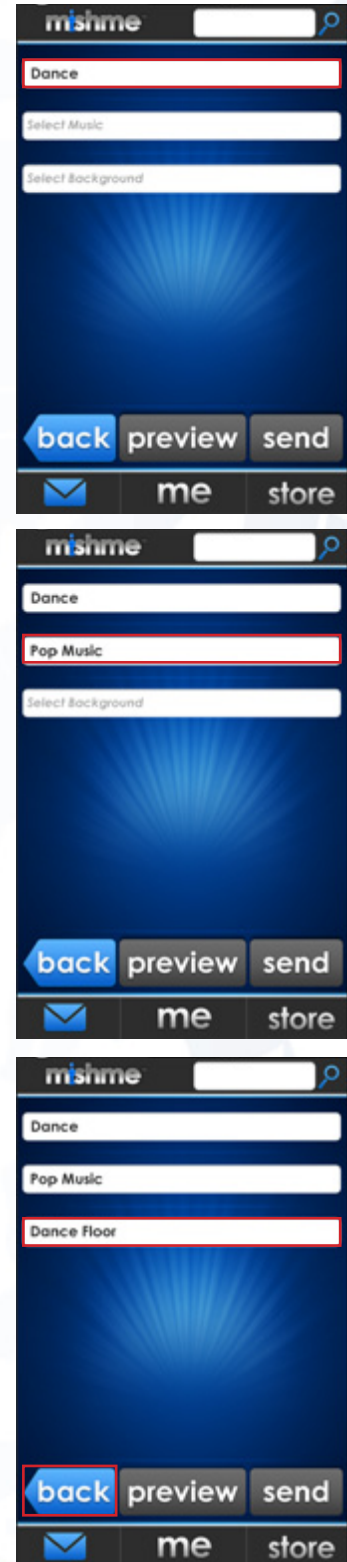 mishme
Dance
Select Music
Select Background
back preview send
me store
mishme
Dance
Pop Music
Select Background
back preview send
me store
mishme
Dance
Pop Music
Dance Floor
back preview send
me store